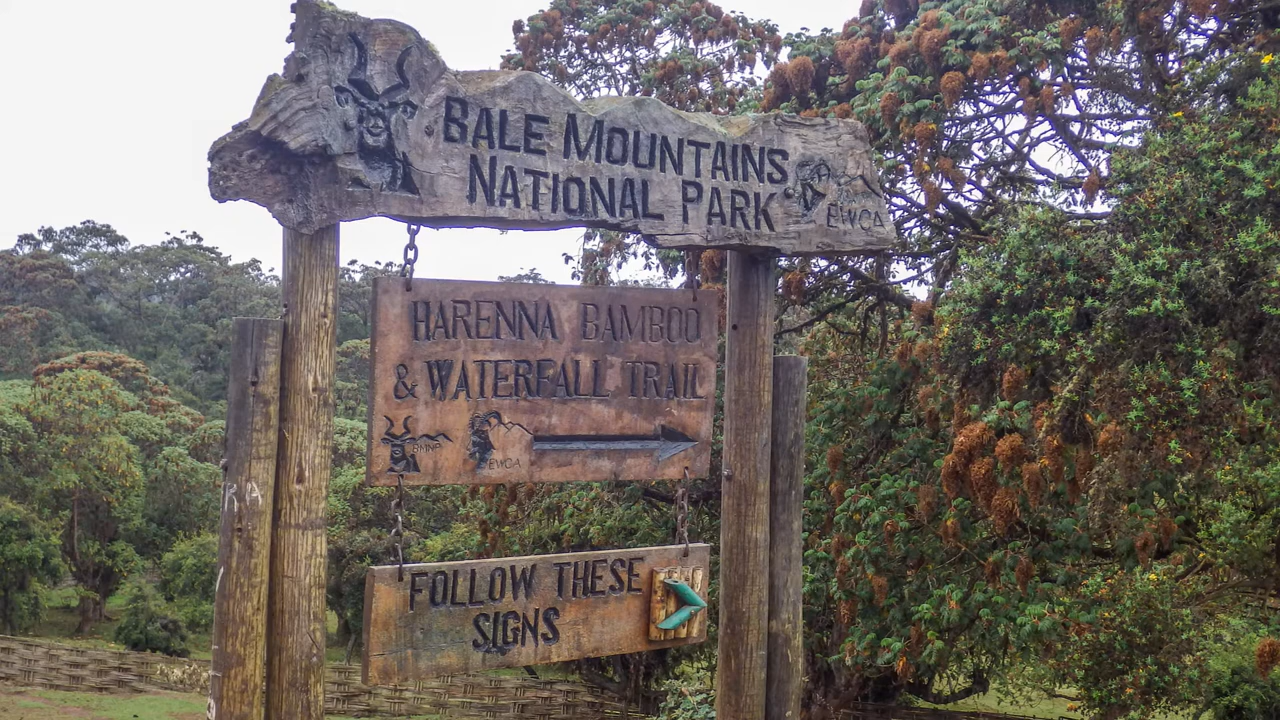 BALE MOUNTAINS
NATIONAL PARK
EWCA
HARENNA BAMBOO
& WATERFALL TRAIL
BMNP
EWCA
FOLLOW THESE
SIGNS